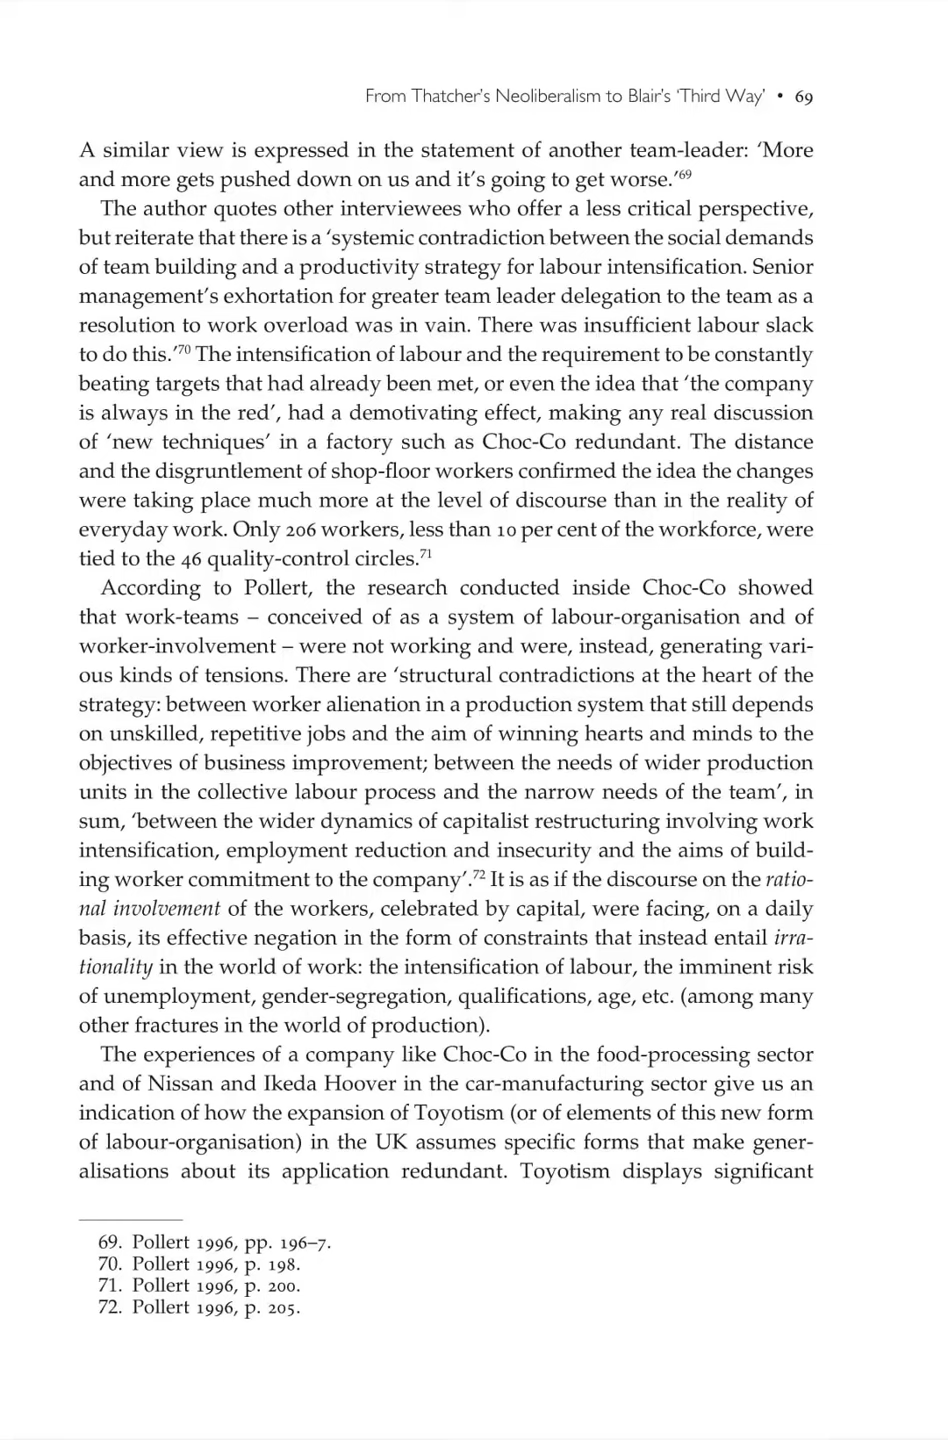 From Thatcher's Neoliberalism to Blair's 'Third Way' • 69
A similar view is expressed in the statement of another team-leader: 'More
and more gets pushed down on us and it's going to get worse.'69
The author quotes other interviewees who offer a less critical perspective,
but reiterate that there is a 'systemic contradiction between the social demands
of team building and a productivity strategy for labour intensification. Senior
management's exhortation for greater team leader delegation to the team as a
resolution to work overload was in vain. There was insufficient labour slack
to do this.'70 The intensification of labour and the requirement to be constantly
beating targets that had already been met, or even the idea that 'the company
is always in the red', had a demotivating effect, making any real discussion
of 'new techniques' in a factory such as Choc-Co redundant. The distance
and the disgruntlement of shop-floor workers confirmed the idea the changes
were taking place much more at the level of discourse than in the reality of
everyday work. Only 206 workers, less than 10 per cent of the workforce, were
tied to the 46 quality-control circles.71
According to Pollert, the research conducted inside Choc-Co showed
that work-teams – conceived of as a system of labour-organisation and of
worker-involvement – were not working and were, instead, generating vari-
ous kinds of tensions. There are 'structural contradictions at the heart of the
strategy: between worker alienation in a production system that still depends
on unskilled, repetitive jobs and the aim of winning hearts and minds to the
objectives of business improvement; between the needs of wider production
units in the collective labour process and the narrow needs of the team', in
sum, 'between the wider dynamics of capitalist restructuring involving work
intensification, employment reduction and insecurity and the aims of build-
ing worker commitment to the company'.72 It is as if the discourse on the ratio-
nal involvement of the workers, celebrated by capital, were facing, on a daily
basis, its effective negation in the form of constraints that instead entail irra-
tionality in the world of work: the intensification of labour, the imminent risk
of unemployment, gender-segregation, qualifications, age, etc. (among many
other fractures in the world of production).
The experiences of a company like Choc-Co in the food-processing sector
and of Nissan and Ikeda Hoover in the car-manufacturing sector give us an
indication of how the expansion of Toyotism (or of elements of this new form
of labour-organisation) in the UK assumes specific forms that make gener-
alisations about its application redundant. Toyotism displays significant
69. Pollert 1996, pp. 196–7.
70. Pollert 1996, p. 198.
71. Pollert 1996, p. 200.
72. Pollert 1996, p. 205.